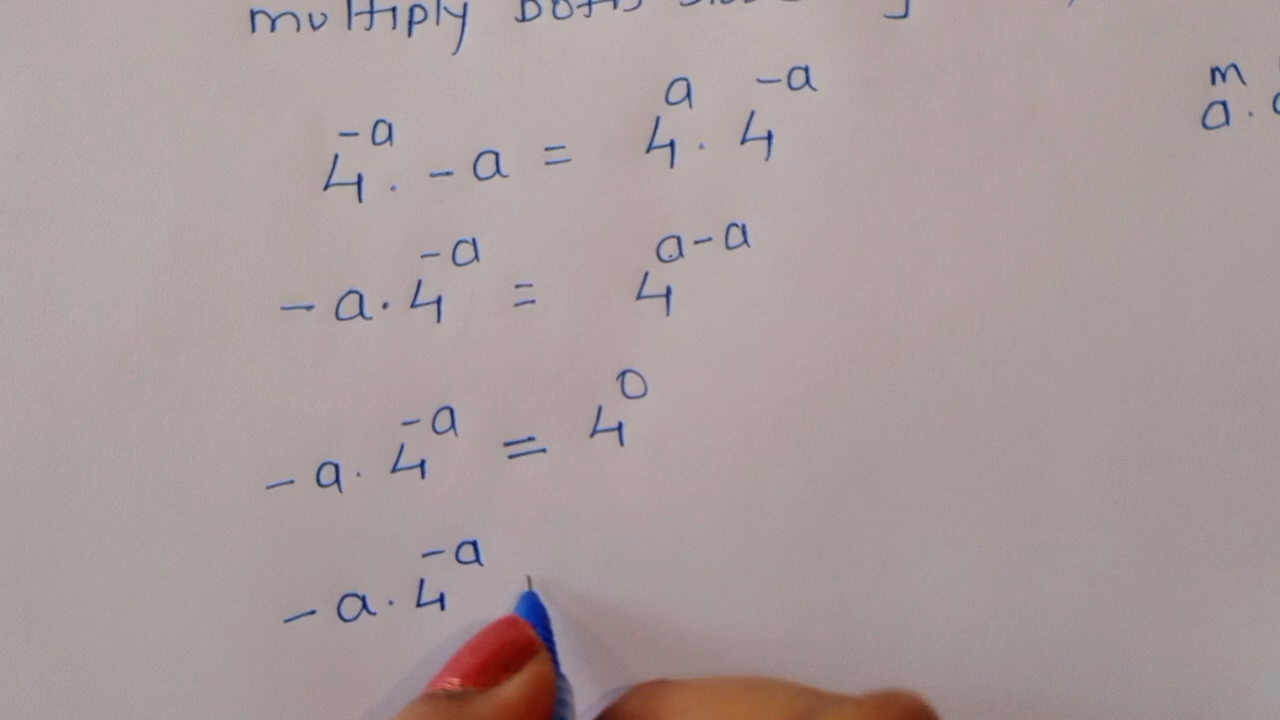 multiply both
4^{-a} . -a = 4^{a} . 4^{-a}
a^{m} .
-a . 4^{-a} = 4^{a-a}
-a . 4^{-a} = 4^{0}
-a . 4^{-a}